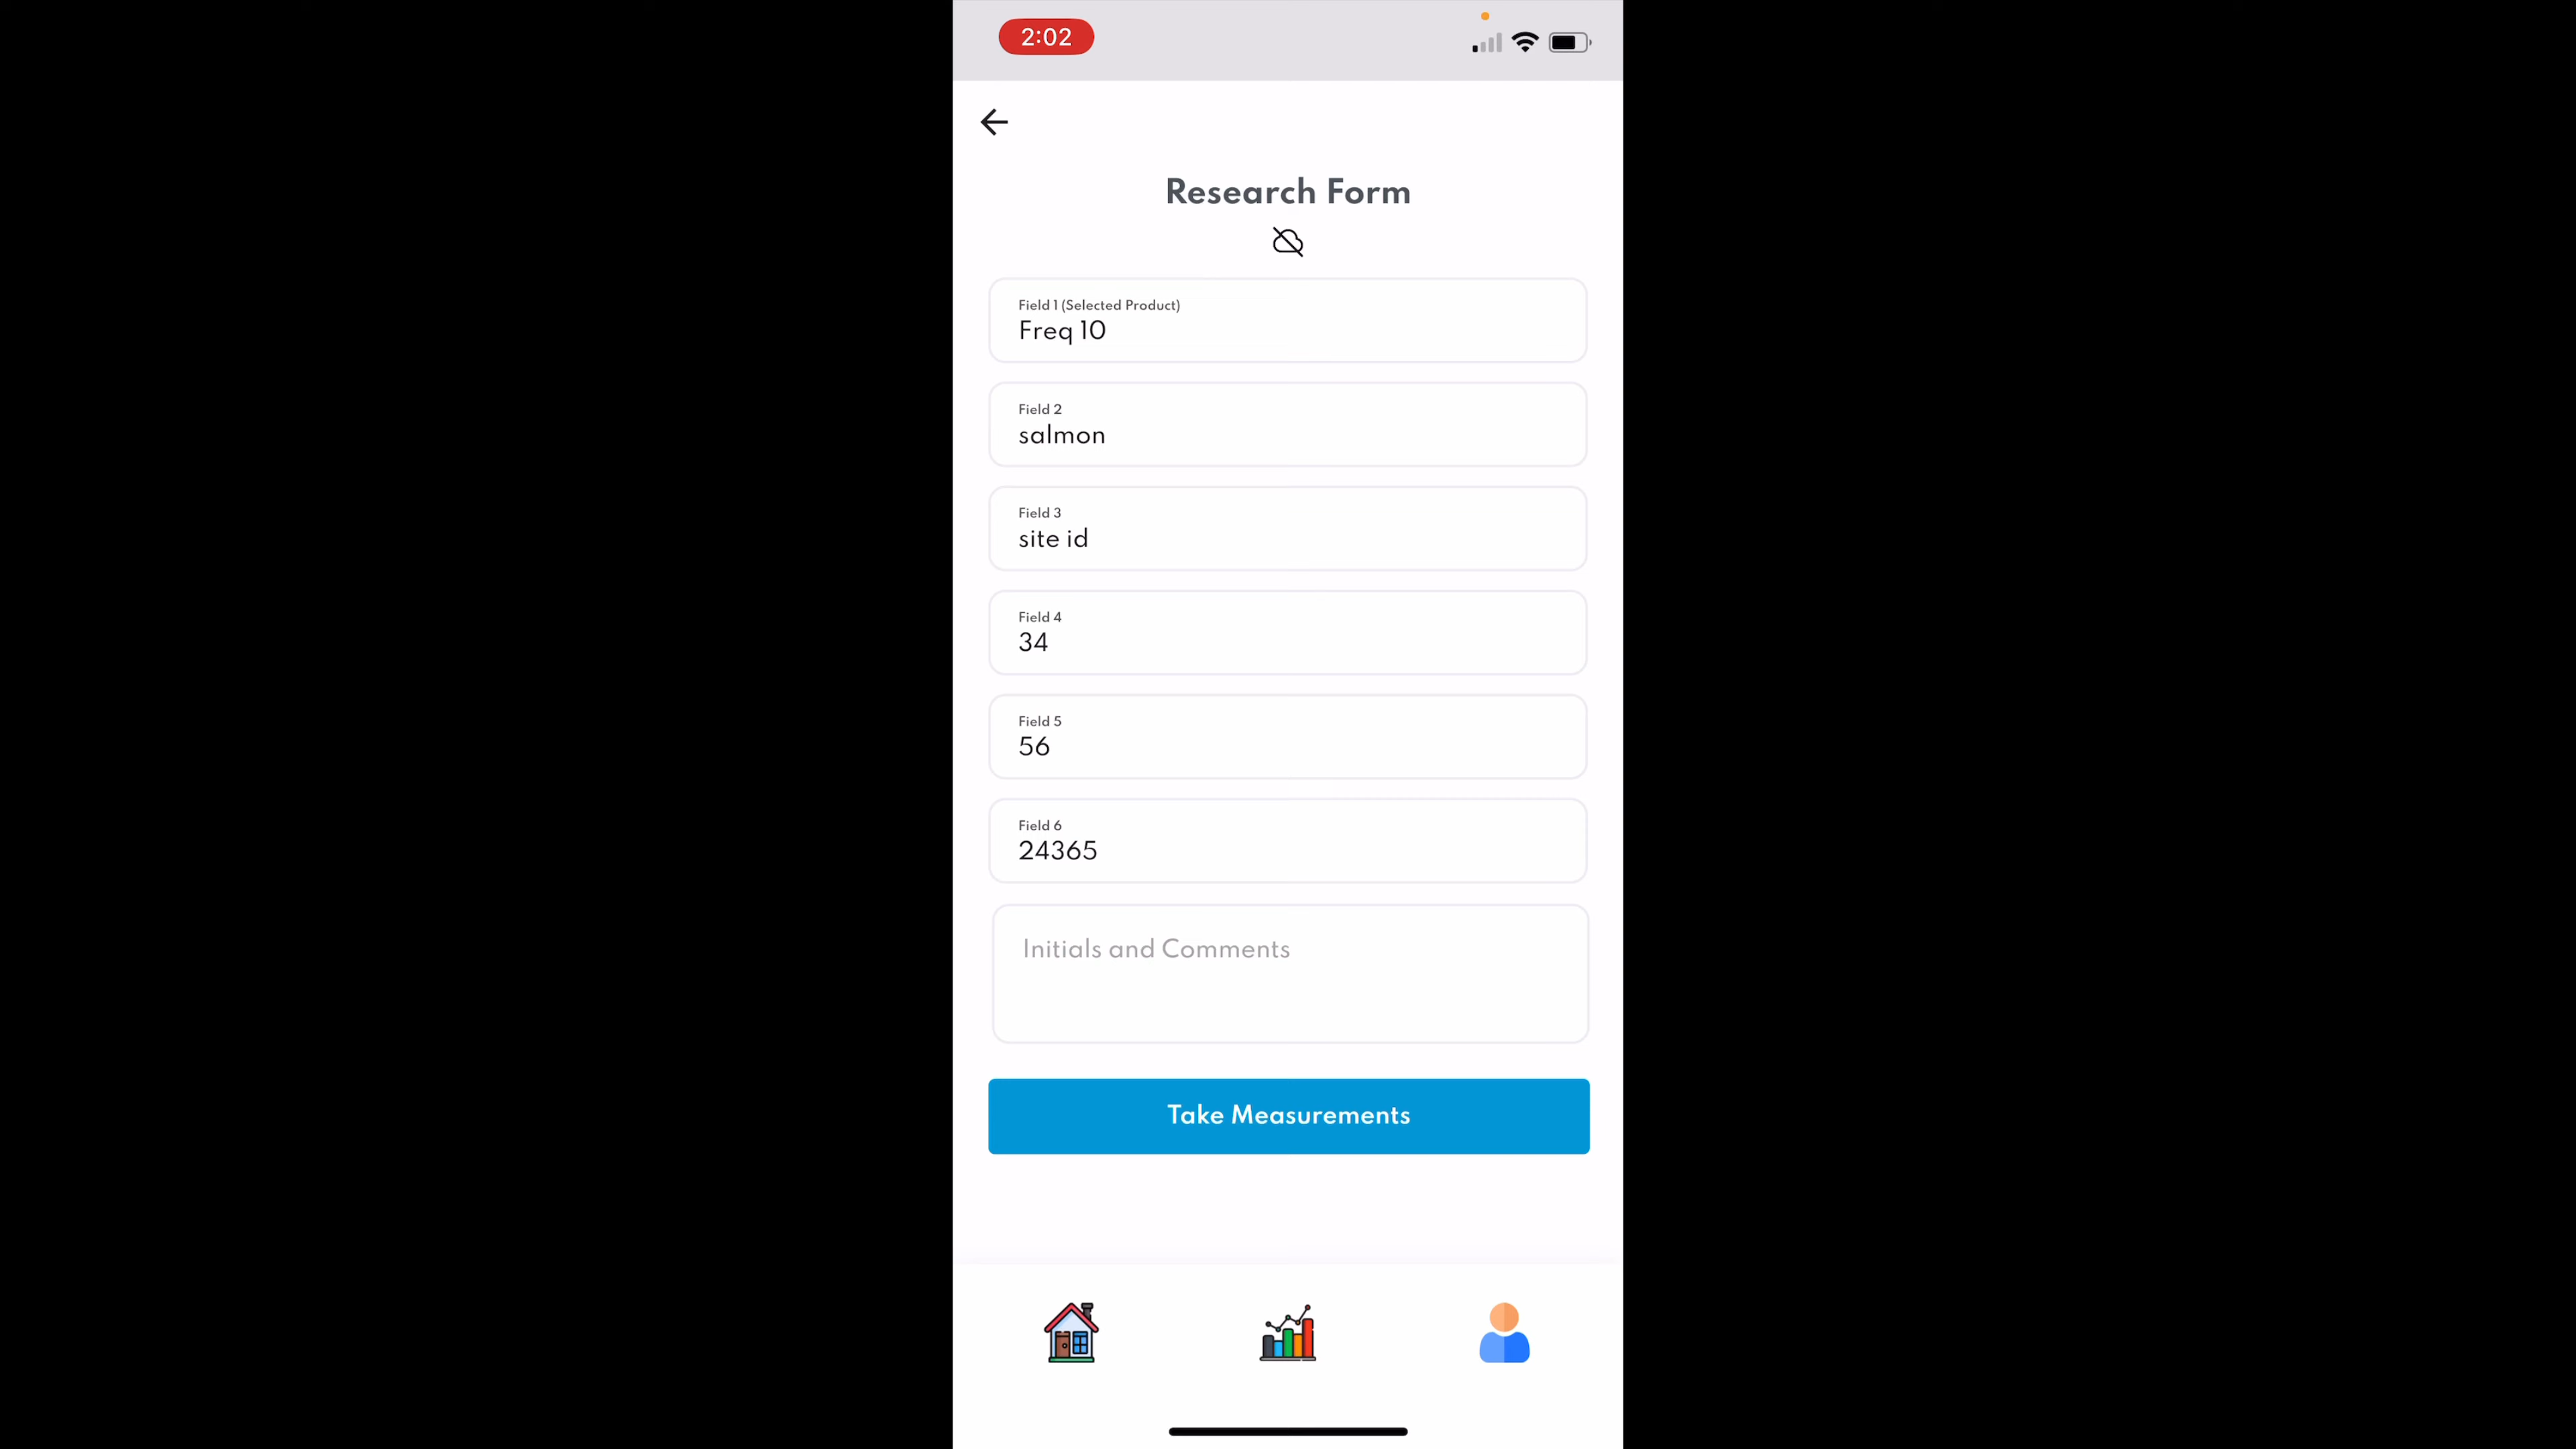 2:02
Research Form
Field 1 (Selected Product)
Freq 10
Field 2
salmon
Field 3
site id
Field 4
34
Field 5
56
Field 6
24365
Initials and Comments
Take Measurements